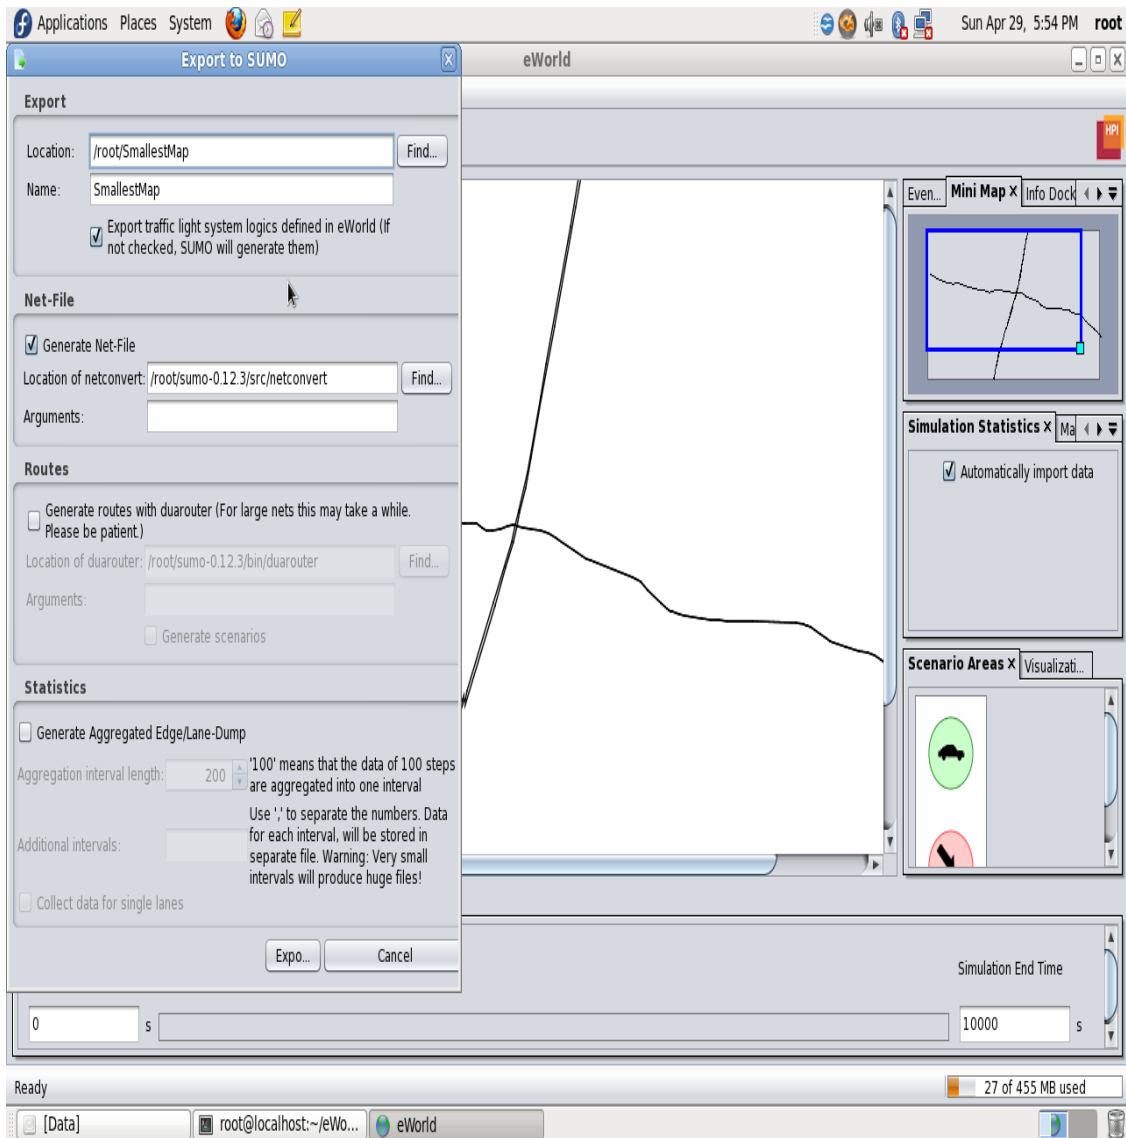 Applications Places System
Sun Apr 29, 5:54 PM root
Export to SUMO
eWorld
Export
Location: /root/SmallestMap Find...
Name: SmallestMap
Export traffic light system logics defined in eWorld (If
not checked, SUMO will generate them)
Net-File
Generate Net-File
Location of netconvert: /root/sumo-0.12.3/src/netconvert Find...
Arguments:
Routes
Generate routes with duarouter (For large nets this may take a while.
Please be patient.)
Location of duarouter: /root/sumo-0.12.3/bin/duarouter Find...
Arguments:
Generate scenarios
Statistics
Generate Aggregated Edge/Lane-Dump
Aggregation interval length: 200
'100' means that the data of 100 steps
are aggregated into one interval
Additional intervals:
Use ',' to separate the numbers. Data
for each interval, will be stored in
separate file. Warning: Very small
intervals will produce huge files!
Collect data for single lanes
Expo... Cancel
HPI
Even... Mini Map Info Dock
Simulation Statistics Ma
Automatically import data
Scenario Areas Visualizati...
Simulation End Time
0 s
10000 s
Ready
27 of 455 MB used
[Data] root@localhost:~/eWo... eWorld